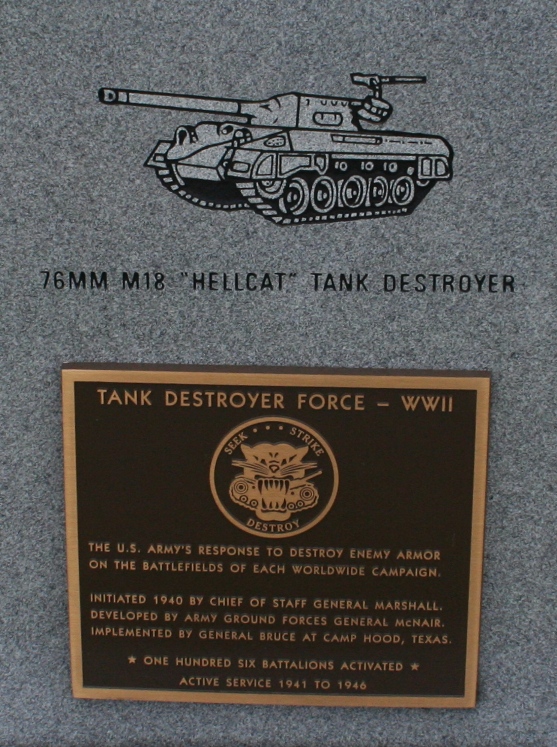 76MM M18 "HELLCAT" TANK DESTROYER
TANK DESTROYER FORCE – WWII
SEEK • • • STRIKE
DESTROY
THE U.S. ARMY'S RESPONSE TO DESTROY ENEMY ARMOR
ON THE BATTLEFIELDS OF EACH WORLDWIDE CAMPAIGN.
INITIATED 1940 BY CHIEF OF STAFF GENERAL MARSHALL.
DEVELOPED BY ARMY GROUND FORCES GENERAL McNAIR.
IMPLEMENTED BY GENERAL BRUCE AT CAMP HOOD, TEXAS.
★ ONE HUNDRED SIX BATTALIONS ACTIVATED ★
ACTIVE SERVICE 1941 TO 1946